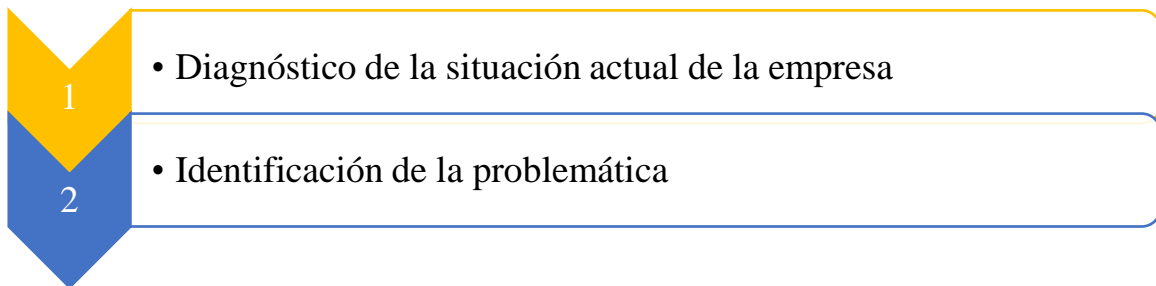 1
• Diagnóstico de la situación actual de la empresa
2
• Identificación de la problemática